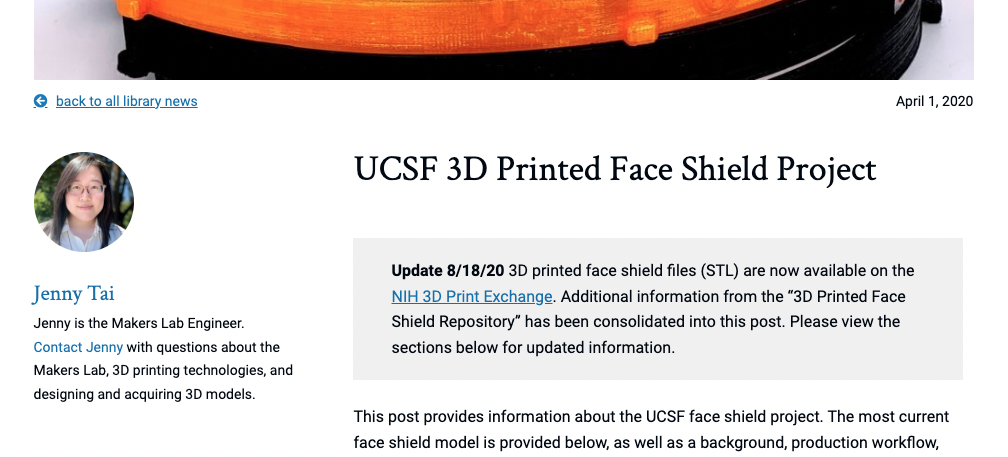 back to all library news
April 1, 2020
Jenny Tai
Jenny is the Makers Lab Engineer.
Contact Jenny with questions about the
Makers Lab, 3D printing technologies, and
designing and acquiring 3D models.
UCSF 3D Printed Face Shield Project
Update 8/18/20 3D printed face shield files (STL) are now available on the
NIH 3D Print Exchange. Additional information from the “3D Printed Face
Shield Repository” has been consolidated into this post. Please view the
sections below for updated information.
This post provides information about the UCSF face shield project. The most current
face shield model is provided below, as well as a background, production workflow,